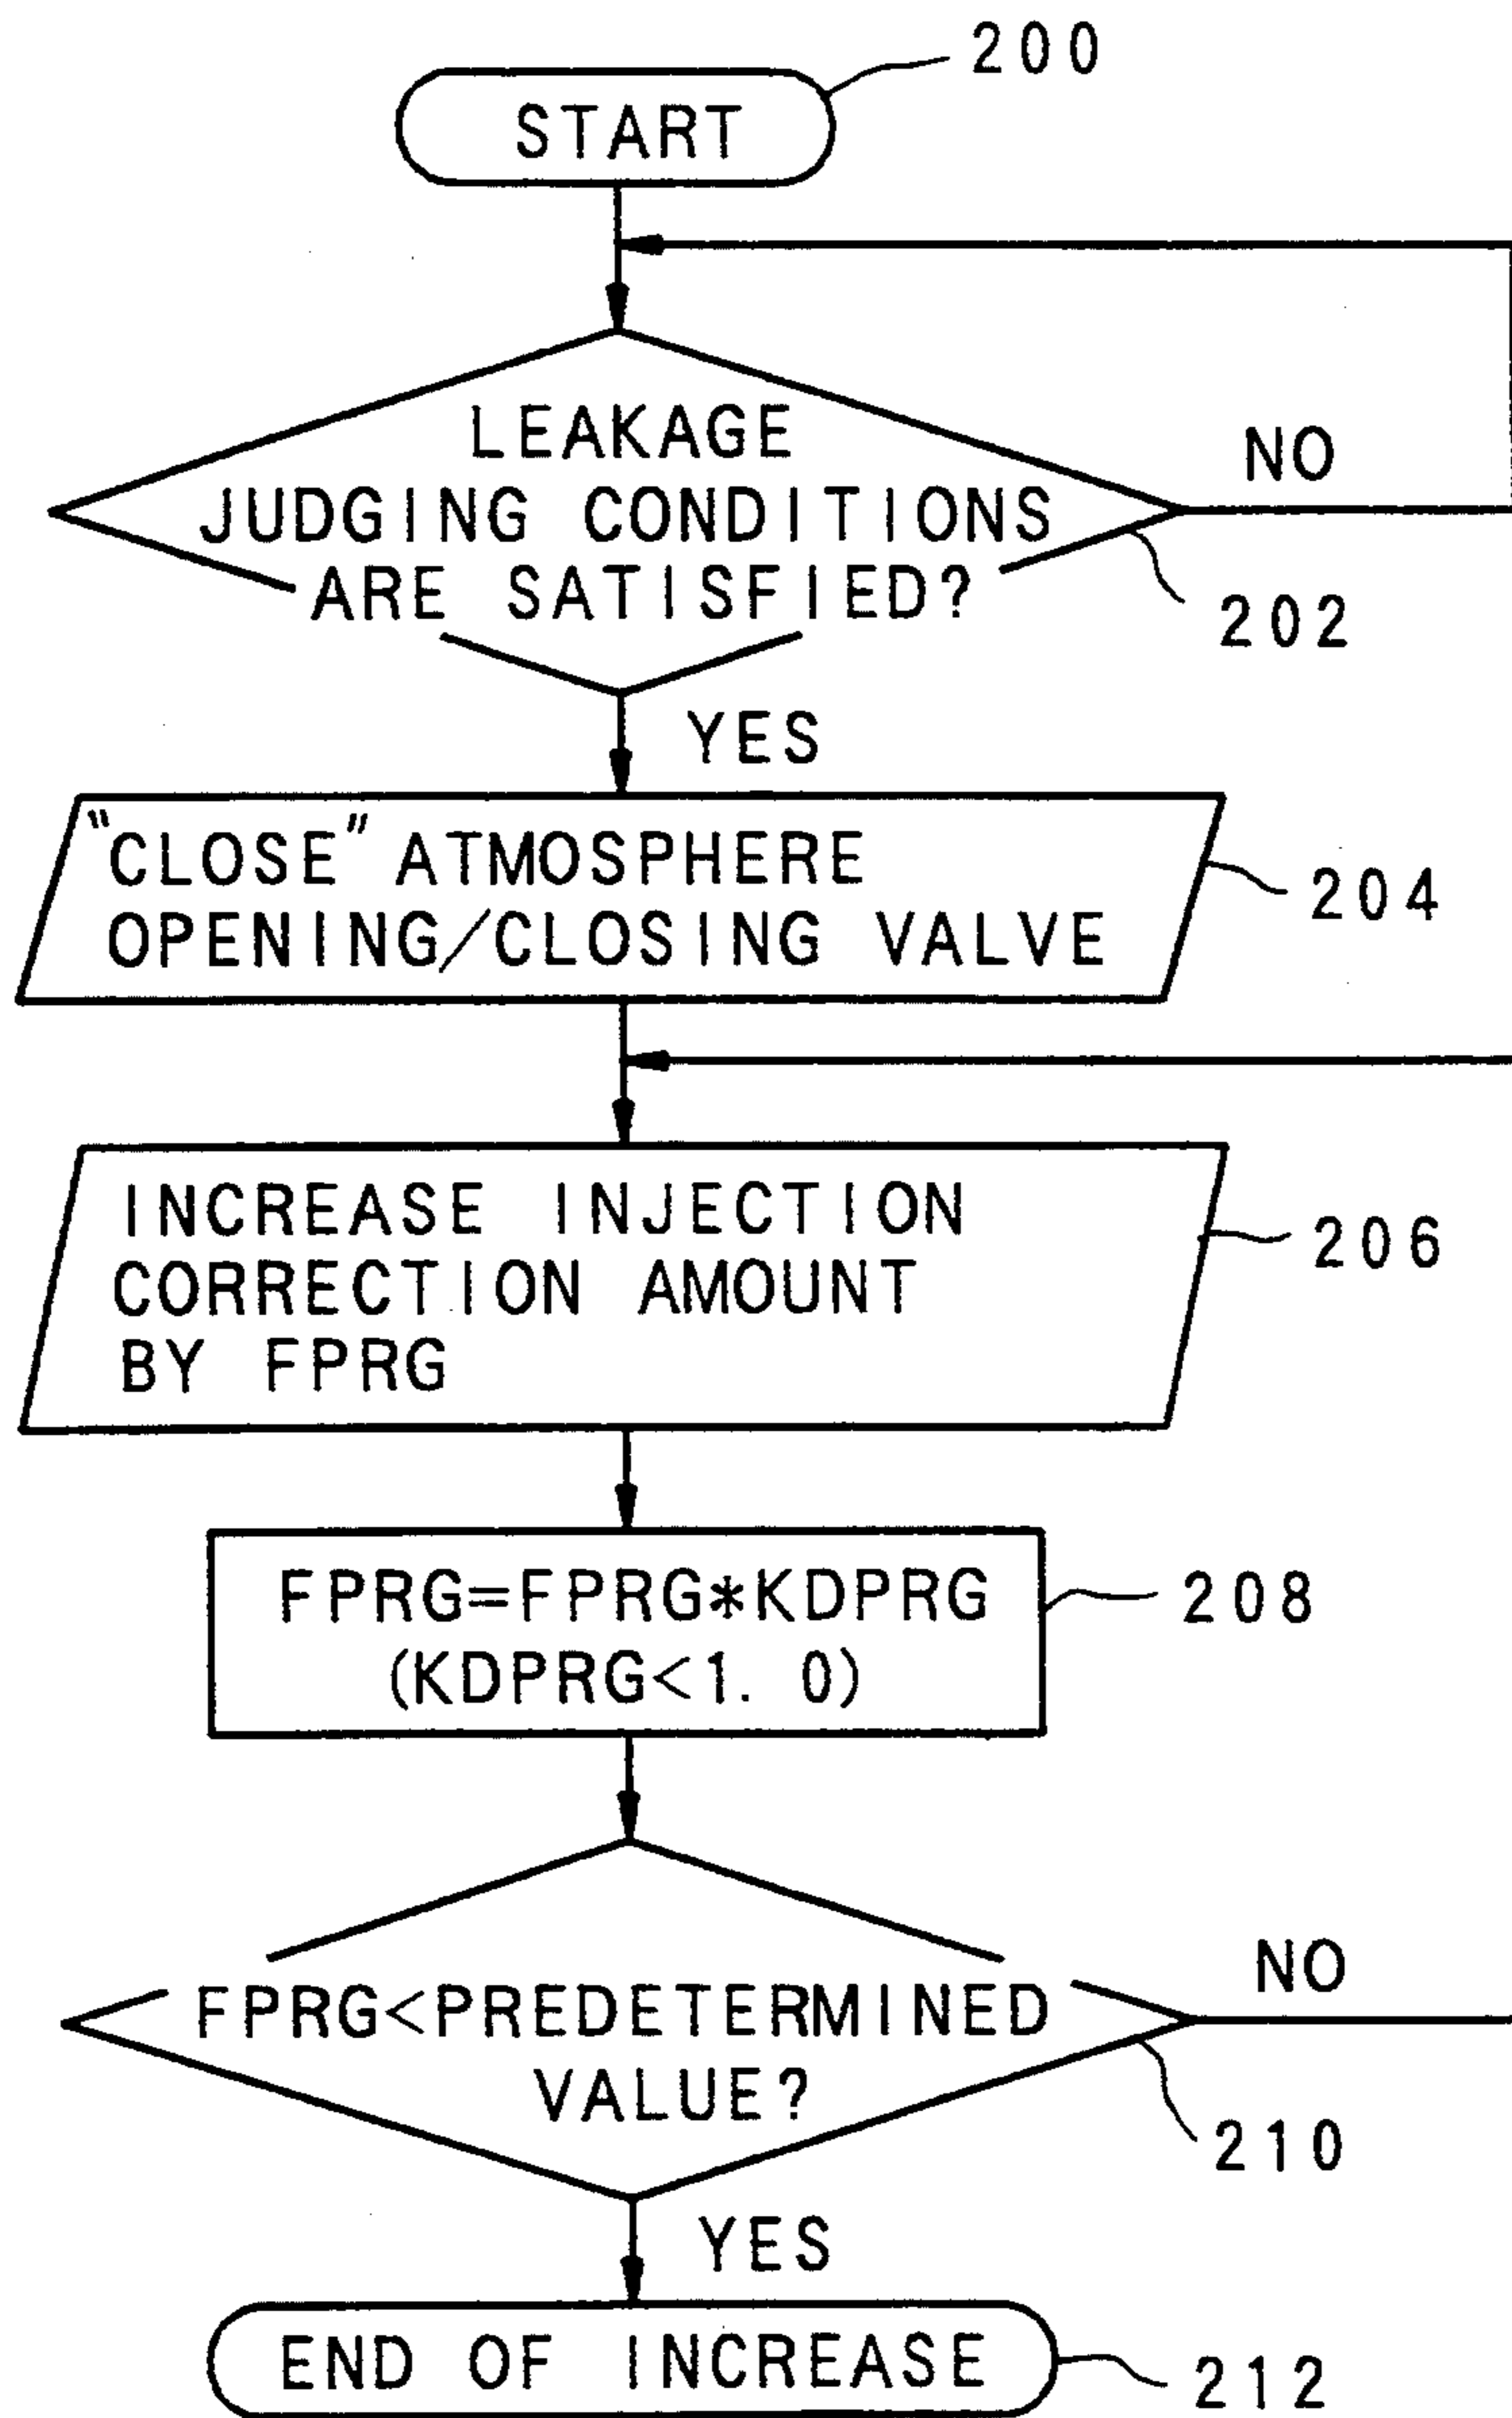 200
START
LEAKAGE
JUDGING CONDITIONS
ARE SATISFIED?
NO
202
YES
"CLOSE" ATMOSPHERE
OPENING/CLOSING VALVE
204
INCREASE INJECTION
CORRECTION AMOUNT
BY FPRG
206
FPRG=FPRG*KDPRG
(KDPRG<1. 0)
208
FPRG<PREDETERMINED
VALUE?
NO
210
YES
END OF INCREASE
212